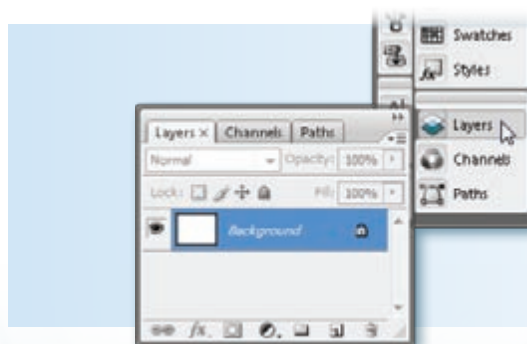 Swatches
Styles
Layers
Channels
Paths
Layers × Channels Paths
Normal Opacity: 100%
Lock: Fill: 100%
Background